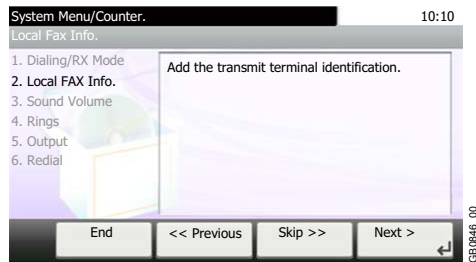 System Menu/Counter. 10:10
Local Fax Info.
1. Dialing/RX Mode
2. Local FAX Info.
3. Sound Volume
4. Rings
5. Output
6. Redial
Add the transmit terminal identification.
End << Previous Skip >> Next >
GB0846_00